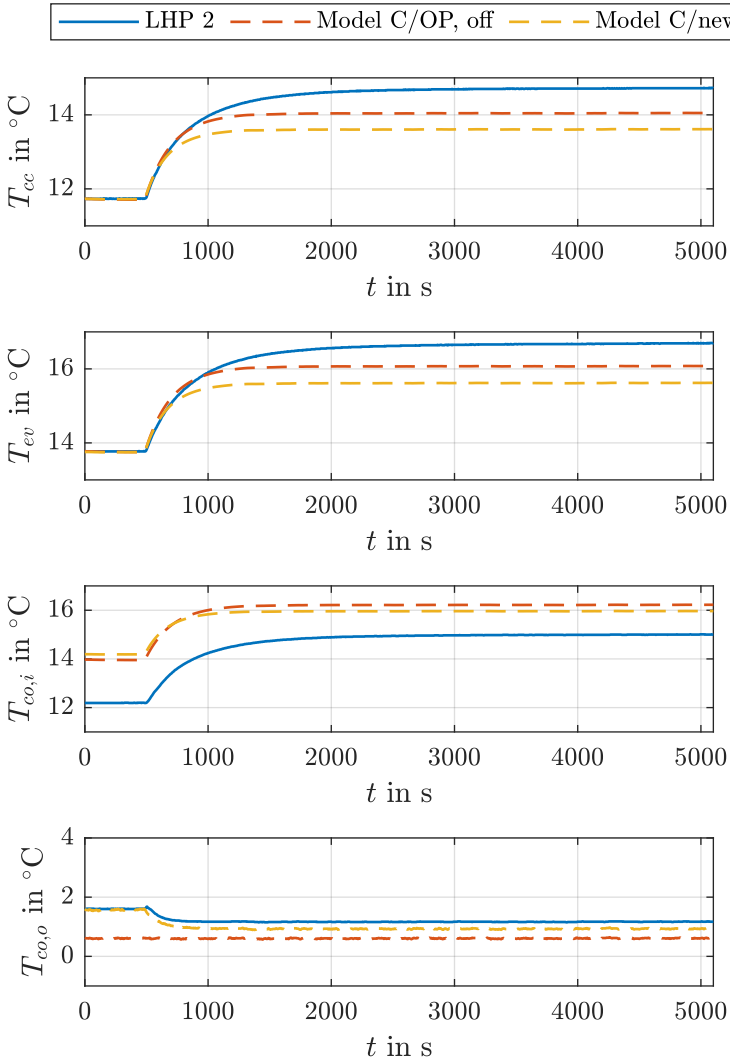 LHP 2 Model C/OP, off Model C/new
14
12
T_cc in °C
0 1000 2000 3000 4000 5000
t in s
16
14
T_ev in °C
0 1000 2000 3000 4000 5000
t in s
16
14
12
T_co,i in °C
0 1000 2000 3000 4000 5000
t in s
4
2
0
T_co,o in °C
0 1000 2000 3000 4000 5000
t in s